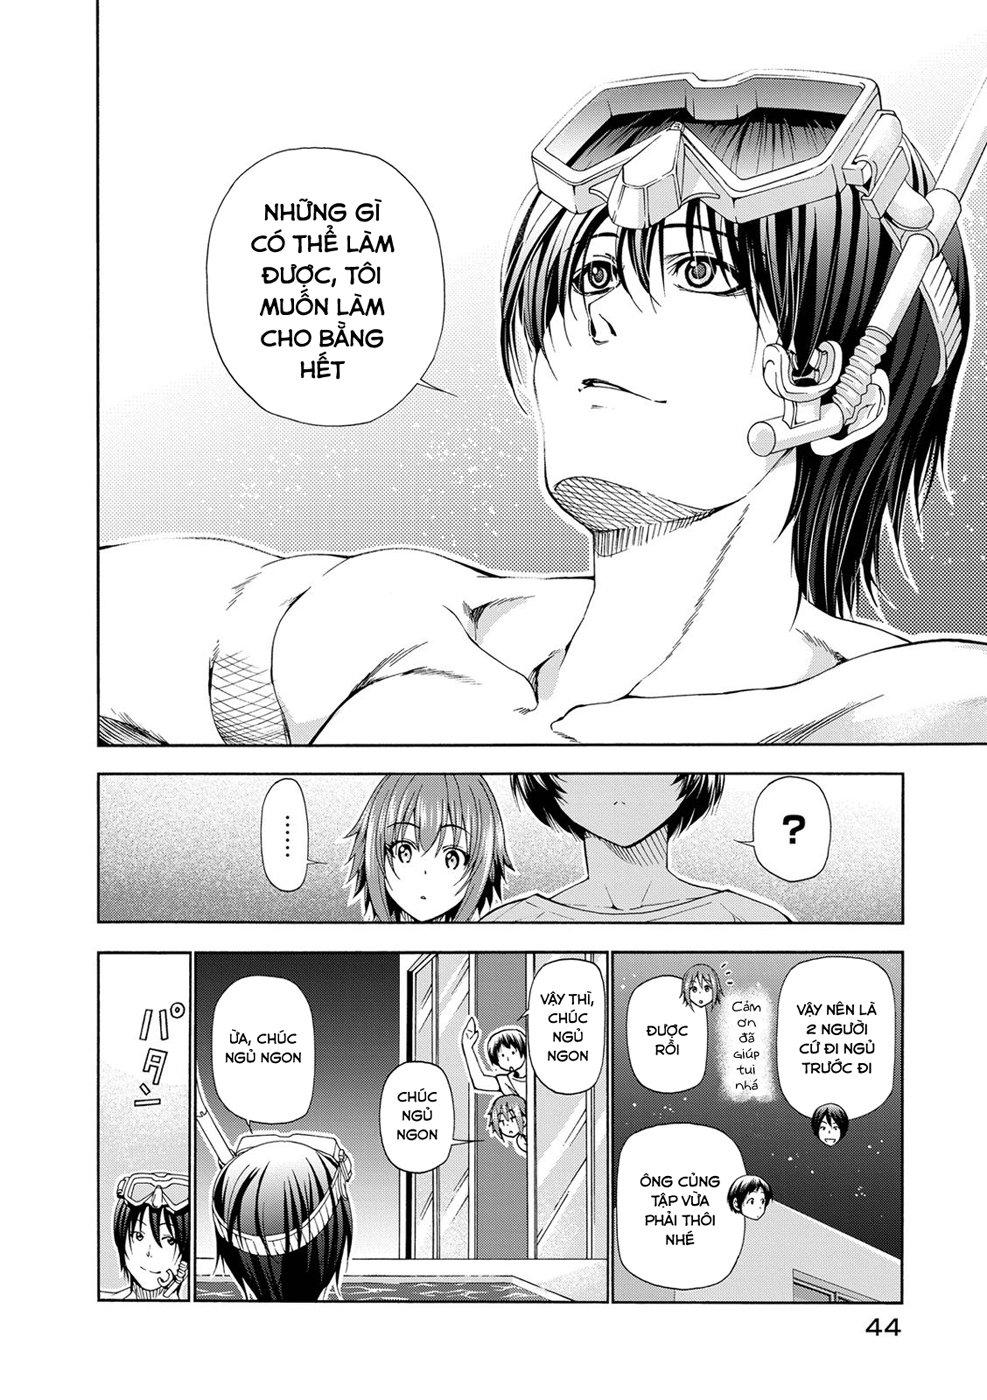 NHỮNG GÌ
CÓ THỂ LÀM
ĐƯỢC, TÔI
MUỐN LÀM
CHO BẰNG
HẾT
......
?
VẬY NÊN LÀ
2 NGƯỜI
CỨ ĐI NGỦ
TRƯỚC ĐI
Cảm
ơn
đã
giúp
tui
nhá
ĐƯỢC
RỒI
ÔNG CỦNG
TẬP VỪA
PHẢI THÔI
NHÉ
VẬY THÌ,
CHÚC
NGỦ
NGON
CHÚC
NGỦ
NGON
ỪA, CHÚC
NGỦ NGON
パタン
44